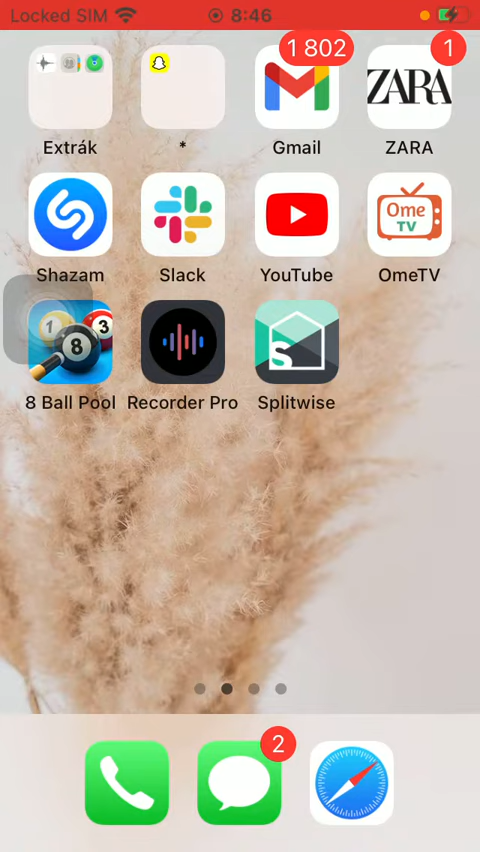 Locked SIM 8:46
1 802 1
ZARA
Extrák * Gmail ZARA
Ome
TV
Shazam Slack YouTube OmeTV
1 3
8
S
8 Ball Pool Recorder Pro Splitwise
2